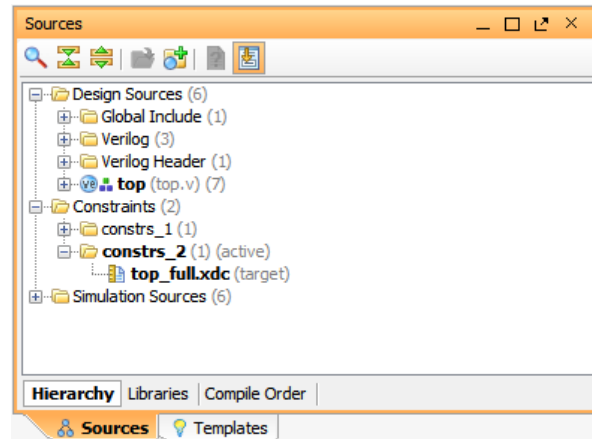 Sources
Design Sources (6)
Global Include (1)
Verilog (3)
Verilog Header (1)
ve top (top.v) (7)
Constraints (2)
constrs_1 (1)
constrs_2 (1) (active)
top_full.xdc (target)
Simulation Sources (6)
Hierarchy Libraries Compile Order
Sources Templates